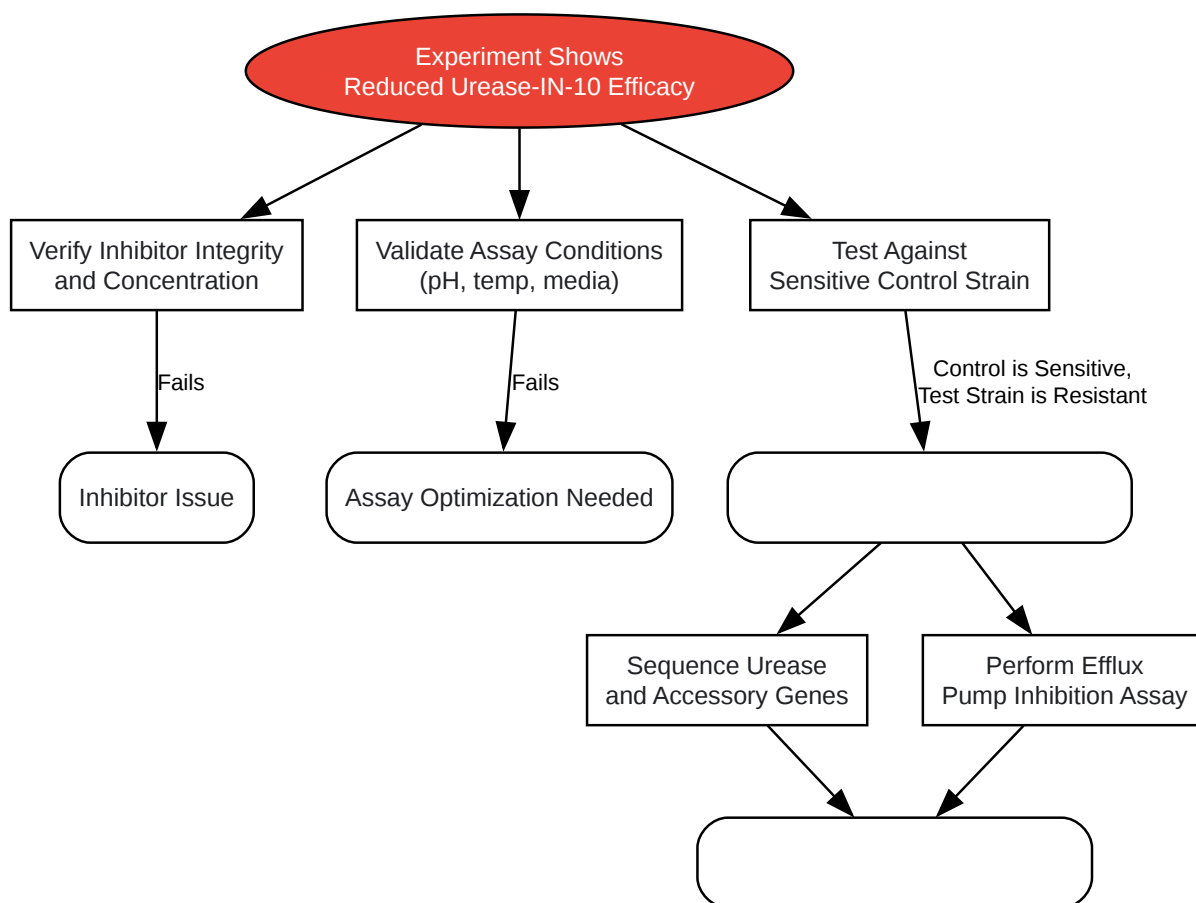 Experiment Shows
Reduced Urease-IN-10 Efficacy
Verify Inhibitor Integrity
and Concentration
Validate Assay Conditions
(pH, temp, media)
Test Against
Sensitive Control Strain
Fails
Fails
Control is Sensitive,
Test Strain is Resistant
Inhibitor Issue
Assay Optimization Needed
Sequence Urease
and Accessory Genes
Perform Efflux
Pump Inhibition Assay